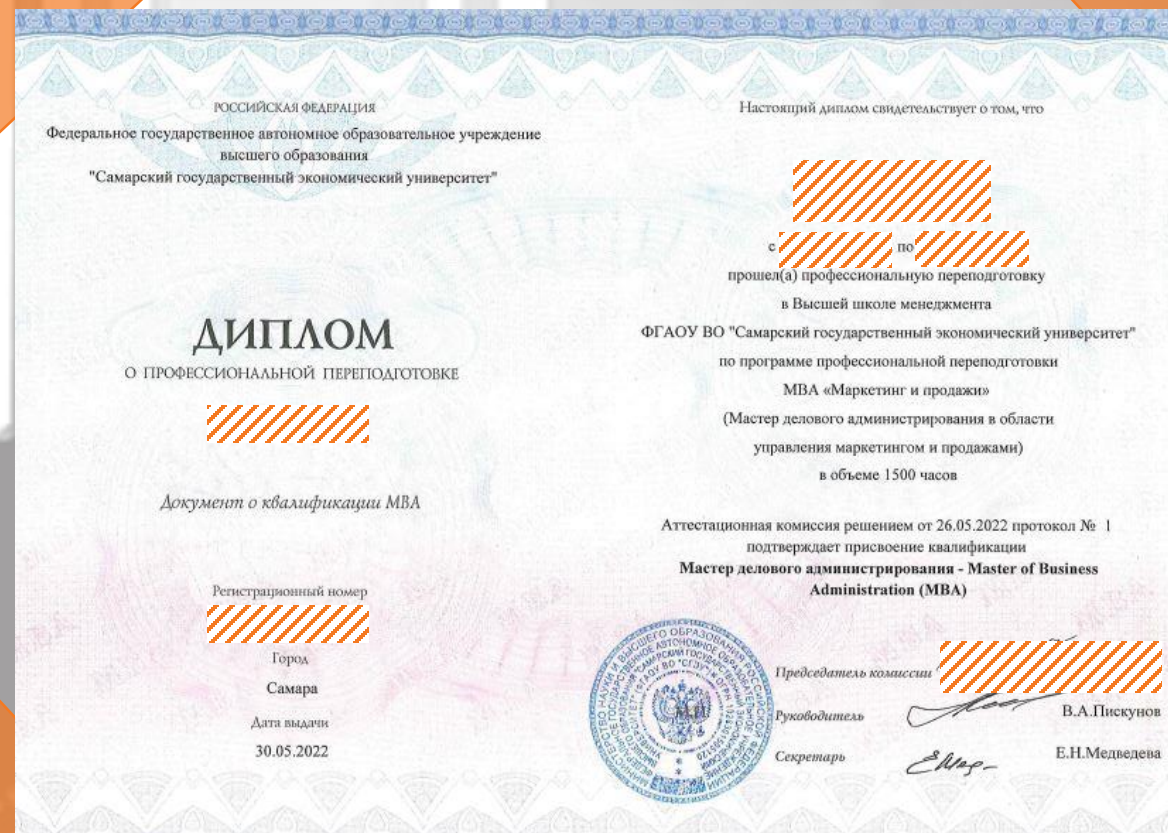 РОССИЙСКАЯ ФЕДЕРАЦИЯ
Федеральное государственное автономное образовательное учреждение
высшего образования
"Самарский государственный экономический университет"
ДИПЛОМ
О ПРОФЕССИОНАЛЬНОЙ ПЕРЕПОДГОТОВКЕ
Документ о квалификации МВА
Регистрационный номер
Город
Самара
Дата выдачи
30.05.2022
Настоящий диплом свидетельствует о том, что
с по
прошел(а) профессиональную переподготовку
в Высшей школе менеджмента
ФГАОУ ВО "Самарский государственный экономический университет"
по программе профессиональной переподготовки
МВА «Маркетинг и продажи»
(Мастер делового администрирования в области
управления маркетингом и продажами)
в объеме 1500 часов
Аттестационная комиссия решением от 26.05.2022 протокол № 1
подтверждает присвоение квалификации
Мастер делового администрирования - Master of Business
Administration (MBA)
Председатель комиссии
Руководитель В.А.Пискунов
Секретарь Е.Н.Медведева
М.П.